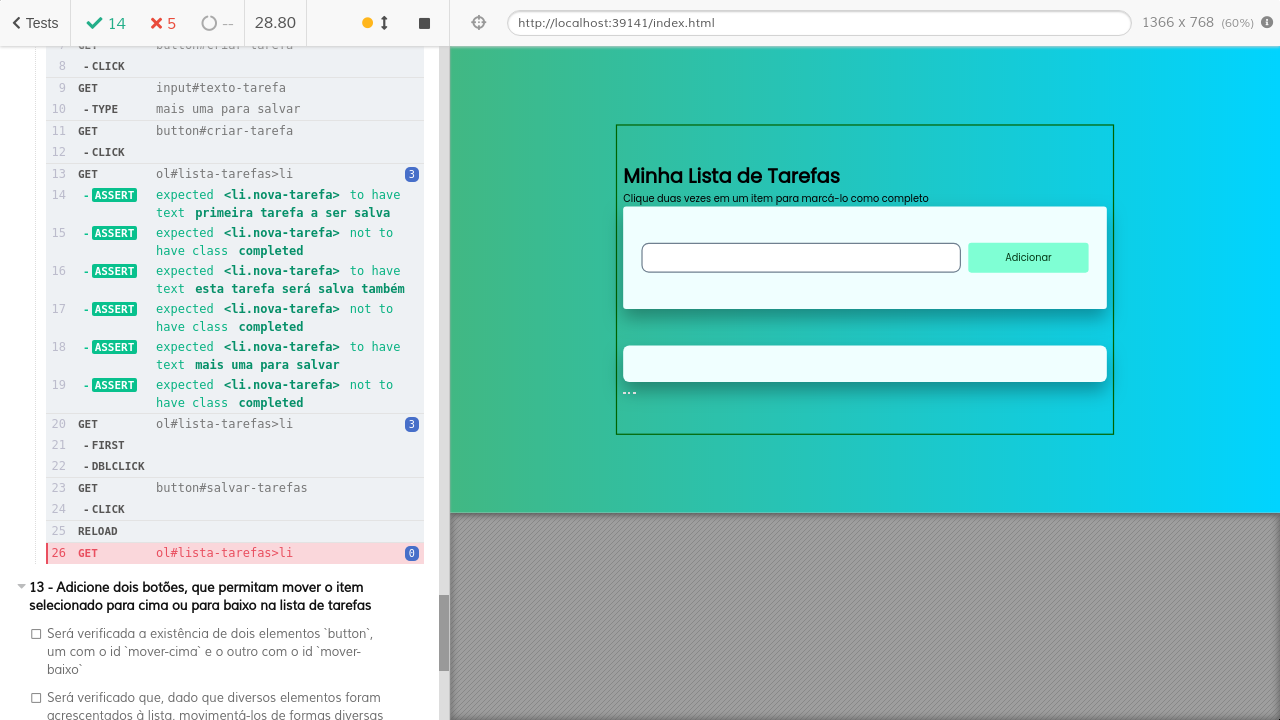 Tests
14
5
--
28.80
http://localhost:39141/index.html
1366 x 768 (60%)
7 GET button#criar-tarefa
8 - CLICK
9 GET input#texto-tarefa
10 - TYPE mais uma para salvar
11 GET button#criar-tarefa
12 - CLICK
13 GET ol#lista-tarefas>li 3
14 - ASSERT expected <li.nova-tarefa> to have
text primeira tarefa a ser salva
15 - ASSERT expected <li.nova-tarefa> not to
have class completed
16 - ASSERT expected <li.nova-tarefa> to have
text esta tarefa será salva também
17 - ASSERT expected <li.nova-tarefa> not to
have class completed
18 - ASSERT expected <li.nova-tarefa> to have
text mais uma para salvar
19 - ASSERT expected <li.nova-tarefa> not to
have class completed
20 GET ol#lista-tarefas>li 3
21 - FIRST
22 - DBLCLICK
23 GET button#salvar-tarefas
24 - CLICK
25 RELOAD
26 GET ol#lista-tarefas>li 0
13 - Adicione dois botões, que permitam mover o item
selecionado para cima ou para baixo na lista de tarefas
Será verificada a existência de dois elementos `button`,
um com o id `mover-cima` e o outro com o id `mover-
baixo`
Será verificado que, dado que diversos elementos foram
acrescentados à lista, movimentá-los de formas diversas
Minha Lista de Tarefas
Clique duas vezes em um item para marcá-lo como completo
Adicionar